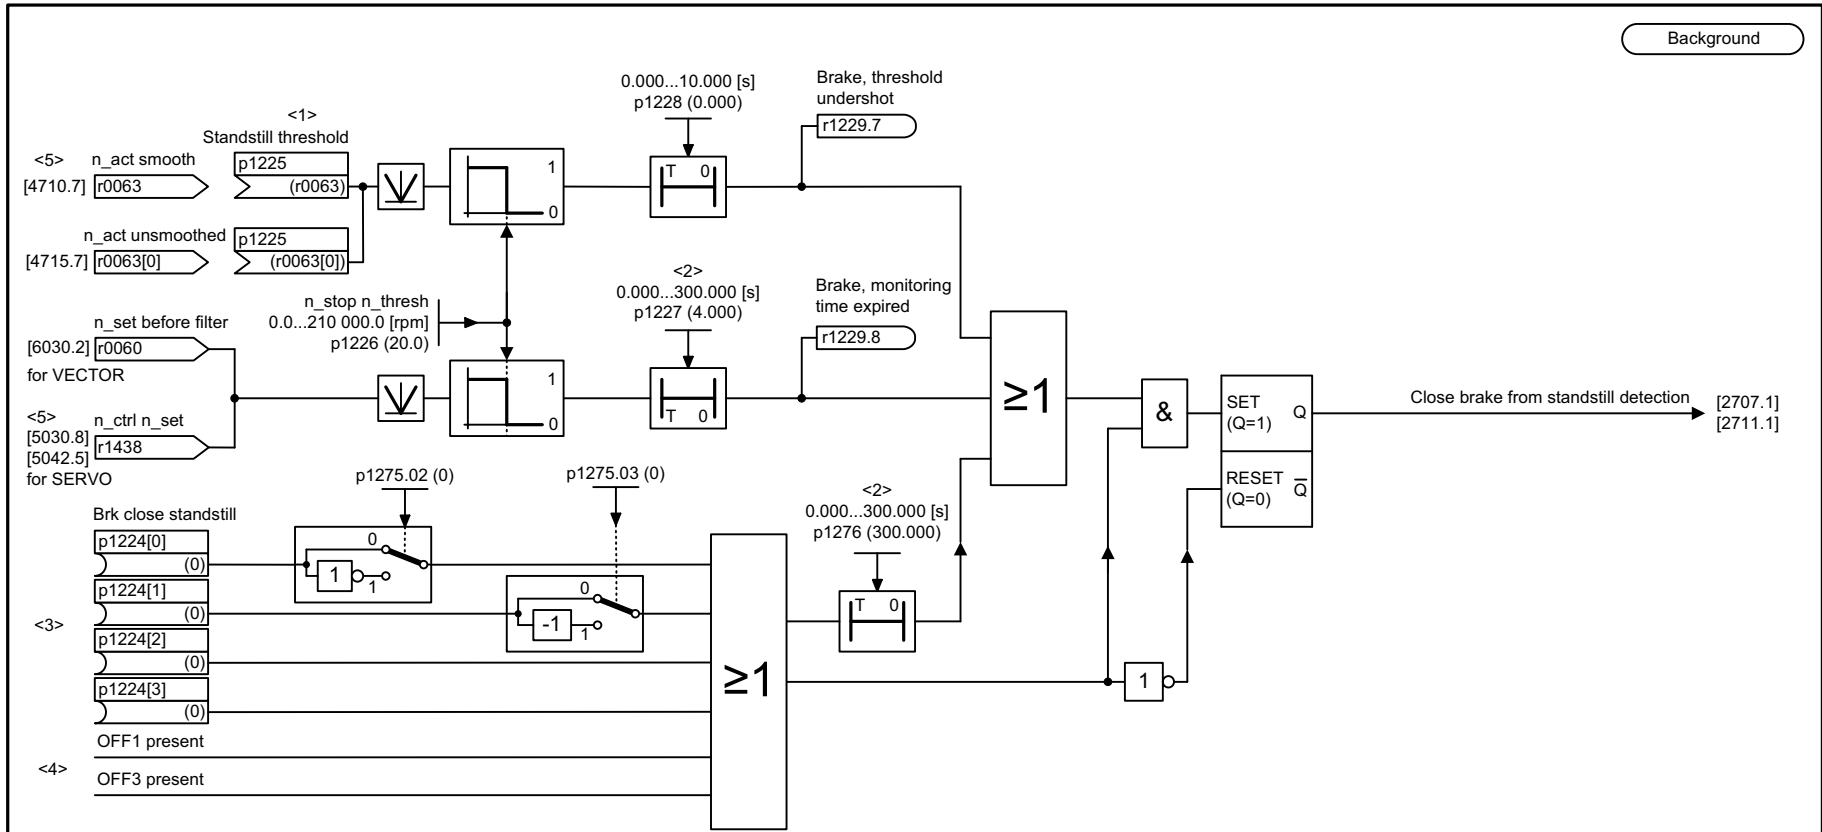 Background
0.000...10.000 [s]
p1228 (0.000)
Brake, threshold
undershot
r1229.7
<1>
Standstill threshold
<5>
n_act smooth
[4710.7]
r0063
p1225
(r0063)
1
0
T 0
n_act unsmoothed
[4715.7]
r0063[0]
p1225
(r0063[0])
n_stop n_thresh
0.0...210 000.0 [rpm]
p1226 (20.0)
<2>
0.000...300.000 [s]
p1227 (4.000)
Brake, monitoring
time expired
r1229.8
n_set before filter
[6030.2]
r0060
for VECTOR
1
0
T 0
≥1
<5>
[5030.8]
[5042.5]
n_ctrl n_set
r1438
for SERVO
&
SET
(Q=1)
Q
RESET
(Q=0)
Q̅
Close brake from standstill detection
[2707.1]
[2711.1]
p1275.02 (0)
p1275.03 (0)
<2>
0.000...300.000 [s]
p1276 (300.000)
Brk close standstill
p1224[0]
(0)
0
1
1
p1224[1]
(0)
0
-1
1
T 0
<3>
p1224[2]
(0)
p1224[3]
(0)
≥1
1
OFF1 present
<4>
OFF3 present